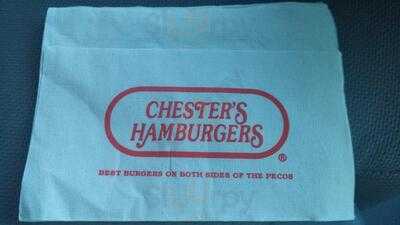 CHESTER'S
HAMBURGERS
®
BEST BURGERS ON BOTH SIDES OF THE PECOS